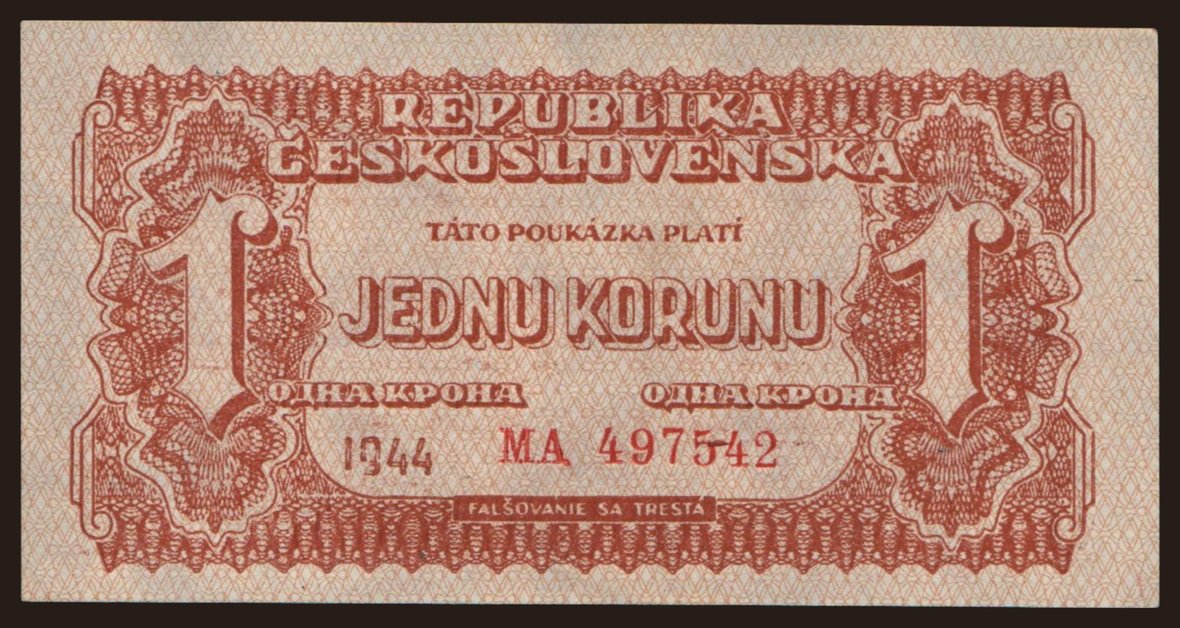 REPUBLIKA
ČESKOSLOVENSKÁ
TÁTO POUKÁZKA PLATÍ
1 JEDNU KORUNU 1
ОДНА КРОНА ОДНА КРОНА
1944 MA 497542
FALŠOVANIE SA TRESTÁ